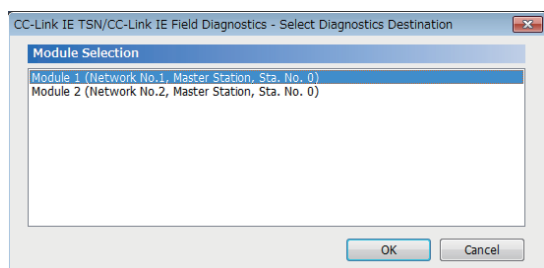 CC-Link IE TSN/CC-Link IE Field Diagnostics - Select Diagnostics Destination
Module Selection
Module 1 (Network No.1, Master Station, Sta. No. 0)
Module 2 (Network No.2, Master Station, Sta. No. 0)
OK Cancel